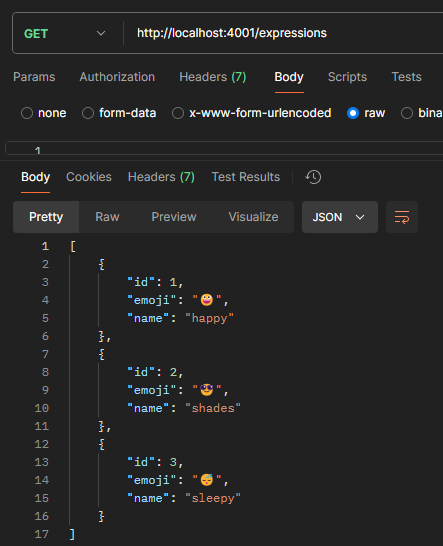 GET http://localhost:4001/expressions
Params Authorization Headers (7) Body Scripts Tests
none form-data x-www-form-urlencoded raw bina
1
Body Cookies Headers (7) Test Results
Pretty Raw Preview Visualize JSON
1 [
2 {
3 "id": 1,
4 "emoji": "😀",
5 "name": "happy"
6 },
7 {
8 "id": 2,
9 "emoji": "😎",
10 "name": "shades"
11 },
12 {
13 "id": 3,
14 "emoji": "😴",
15 "name": "sleepy"
16 }
17 ]